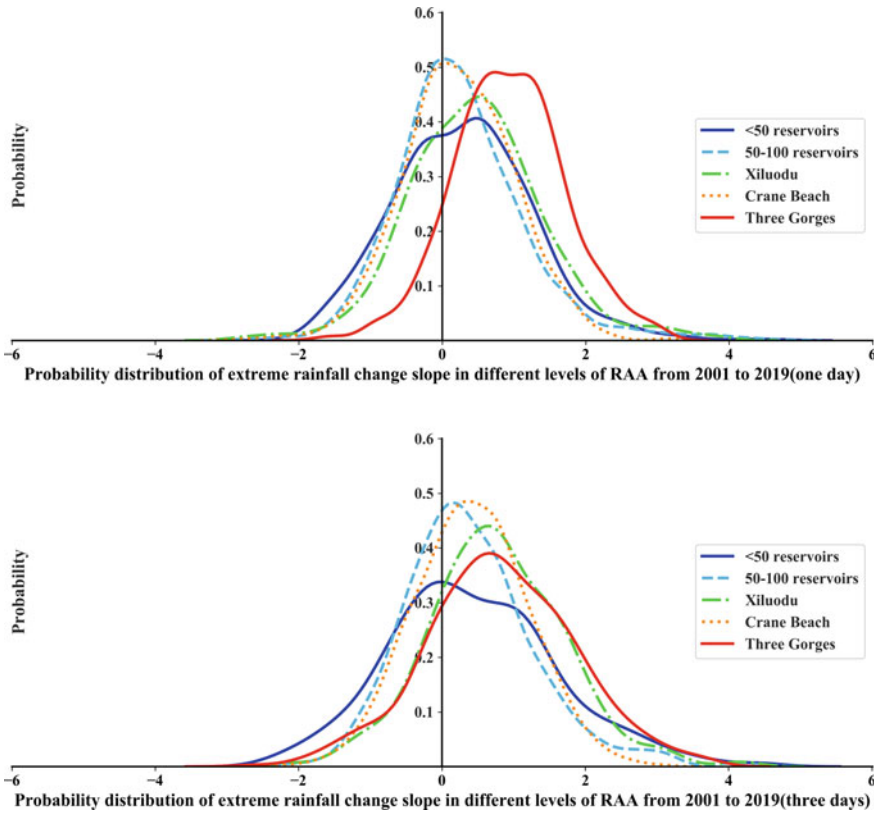 0.6
0.5
0.4
0.3
0.2
0.1
Probability
<50 reservoirs
50-100 reservoirs
Xiluodu
Crane Beach
Three Gorges
−6 −4 −2 0 2 4 6
Probability distribution of extreme rainfall change slope in different levels of RAA from 2001 to 2019(one day)
0.6
0.5
0.4
0.3
0.2
0.1
Probability
<50 reservoirs
50-100 reservoirs
Xiluodu
Crane Beach
Three Gorges
−6 −4 −2 0 2 4 6
Probability distribution of extreme rainfall change slope in different levels of RAA from 2001 to 2019(three days)